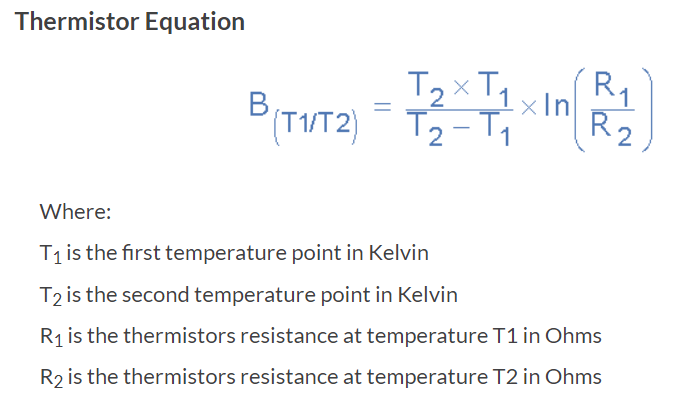 Thermistor Equation
B(T1/T2) = T2 × T1 / T2 − T1 × ln(R1 / R2)
Where:
T1 is the first temperature point in Kelvin
T2 is the second temperature point in Kelvin
R1 is the thermistors resistance at temperature T1 in Ohms
R2 is the thermistors resistance at temperature T2 in Ohms